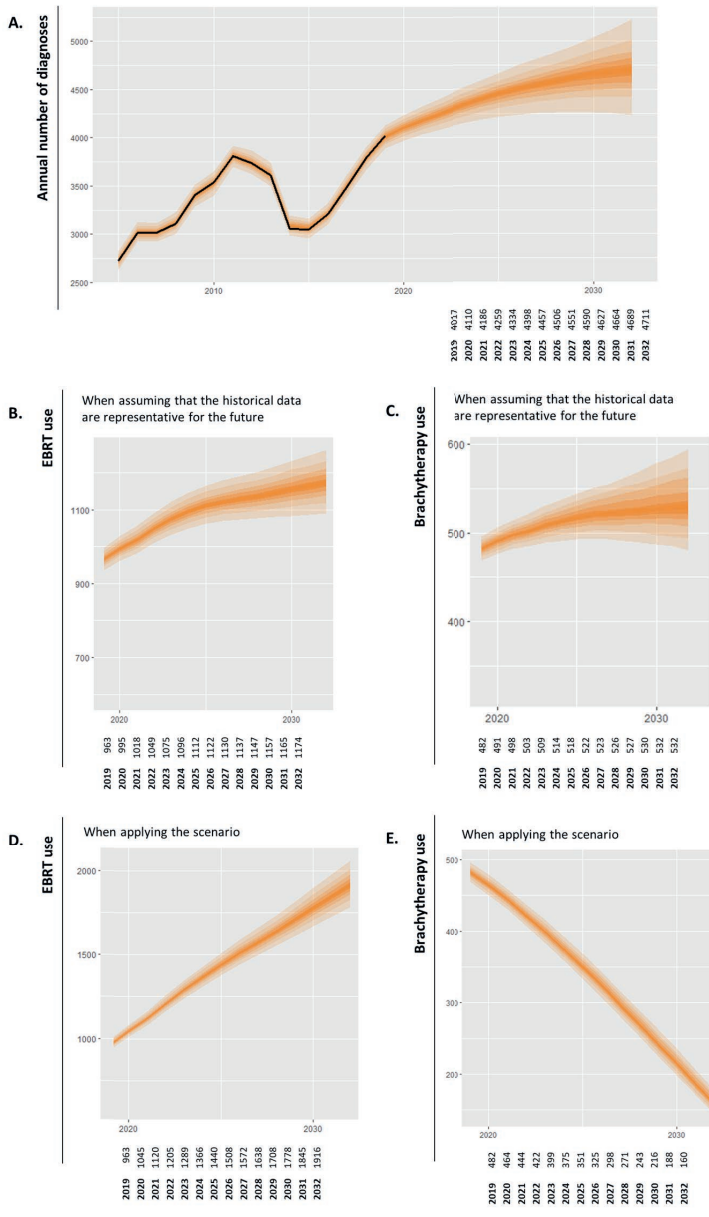 A.
Annual number of diagnoses
5000
4500
4000
3500
3000
2500
2010
2020
2030
4017 4110 4186 4259 4334 4398 4457 4506 4551 4590 4627 4664 4689 4711
2019 2020 2021 2022 2023 2024 2025 2026 2027 2028 2029 2030 2031 2032
B.
EBRT use
When assuming that the historical data
are representative for the future
1100
900
700
2020
2030
963 995 1018 1049 1075 1096 1112 1122 1130 1137 1147 1157 1165 1174
2019 2020 2021 2022 2023 2024 2025 2026 2027 2028 2029 2030 2031 2032
C.
Brachytherapy use
When assuming that the historical data
are representative for the future
600
500
400
2020
2030
482 491 498 503 509 514 518 522 523 526 527 530 532 532
2019 2020 2021 2022 2023 2024 2025 2026 2027 2028 2029 2030 2031 2032
D.
EBRT use
When applying the scenario
2000
1500
1000
2020
2030
963 1045 1120 1205 1289 1366 1440 1508 1572 1638 1708 1778 1845 1916
2019 2020 2021 2022 2023 2024 2025 2026 2027 2028 2029 2030 2031 2032
E.
Brachytherapy use
When applying the scenario
500
400
300
200
2020
2030
482 464 444 422 399 375 351 325 298 271 243 216 188 160
2019 2020 2021 2022 2023 2024 2025 2026 2027 2028 2029 2030 2031 2032